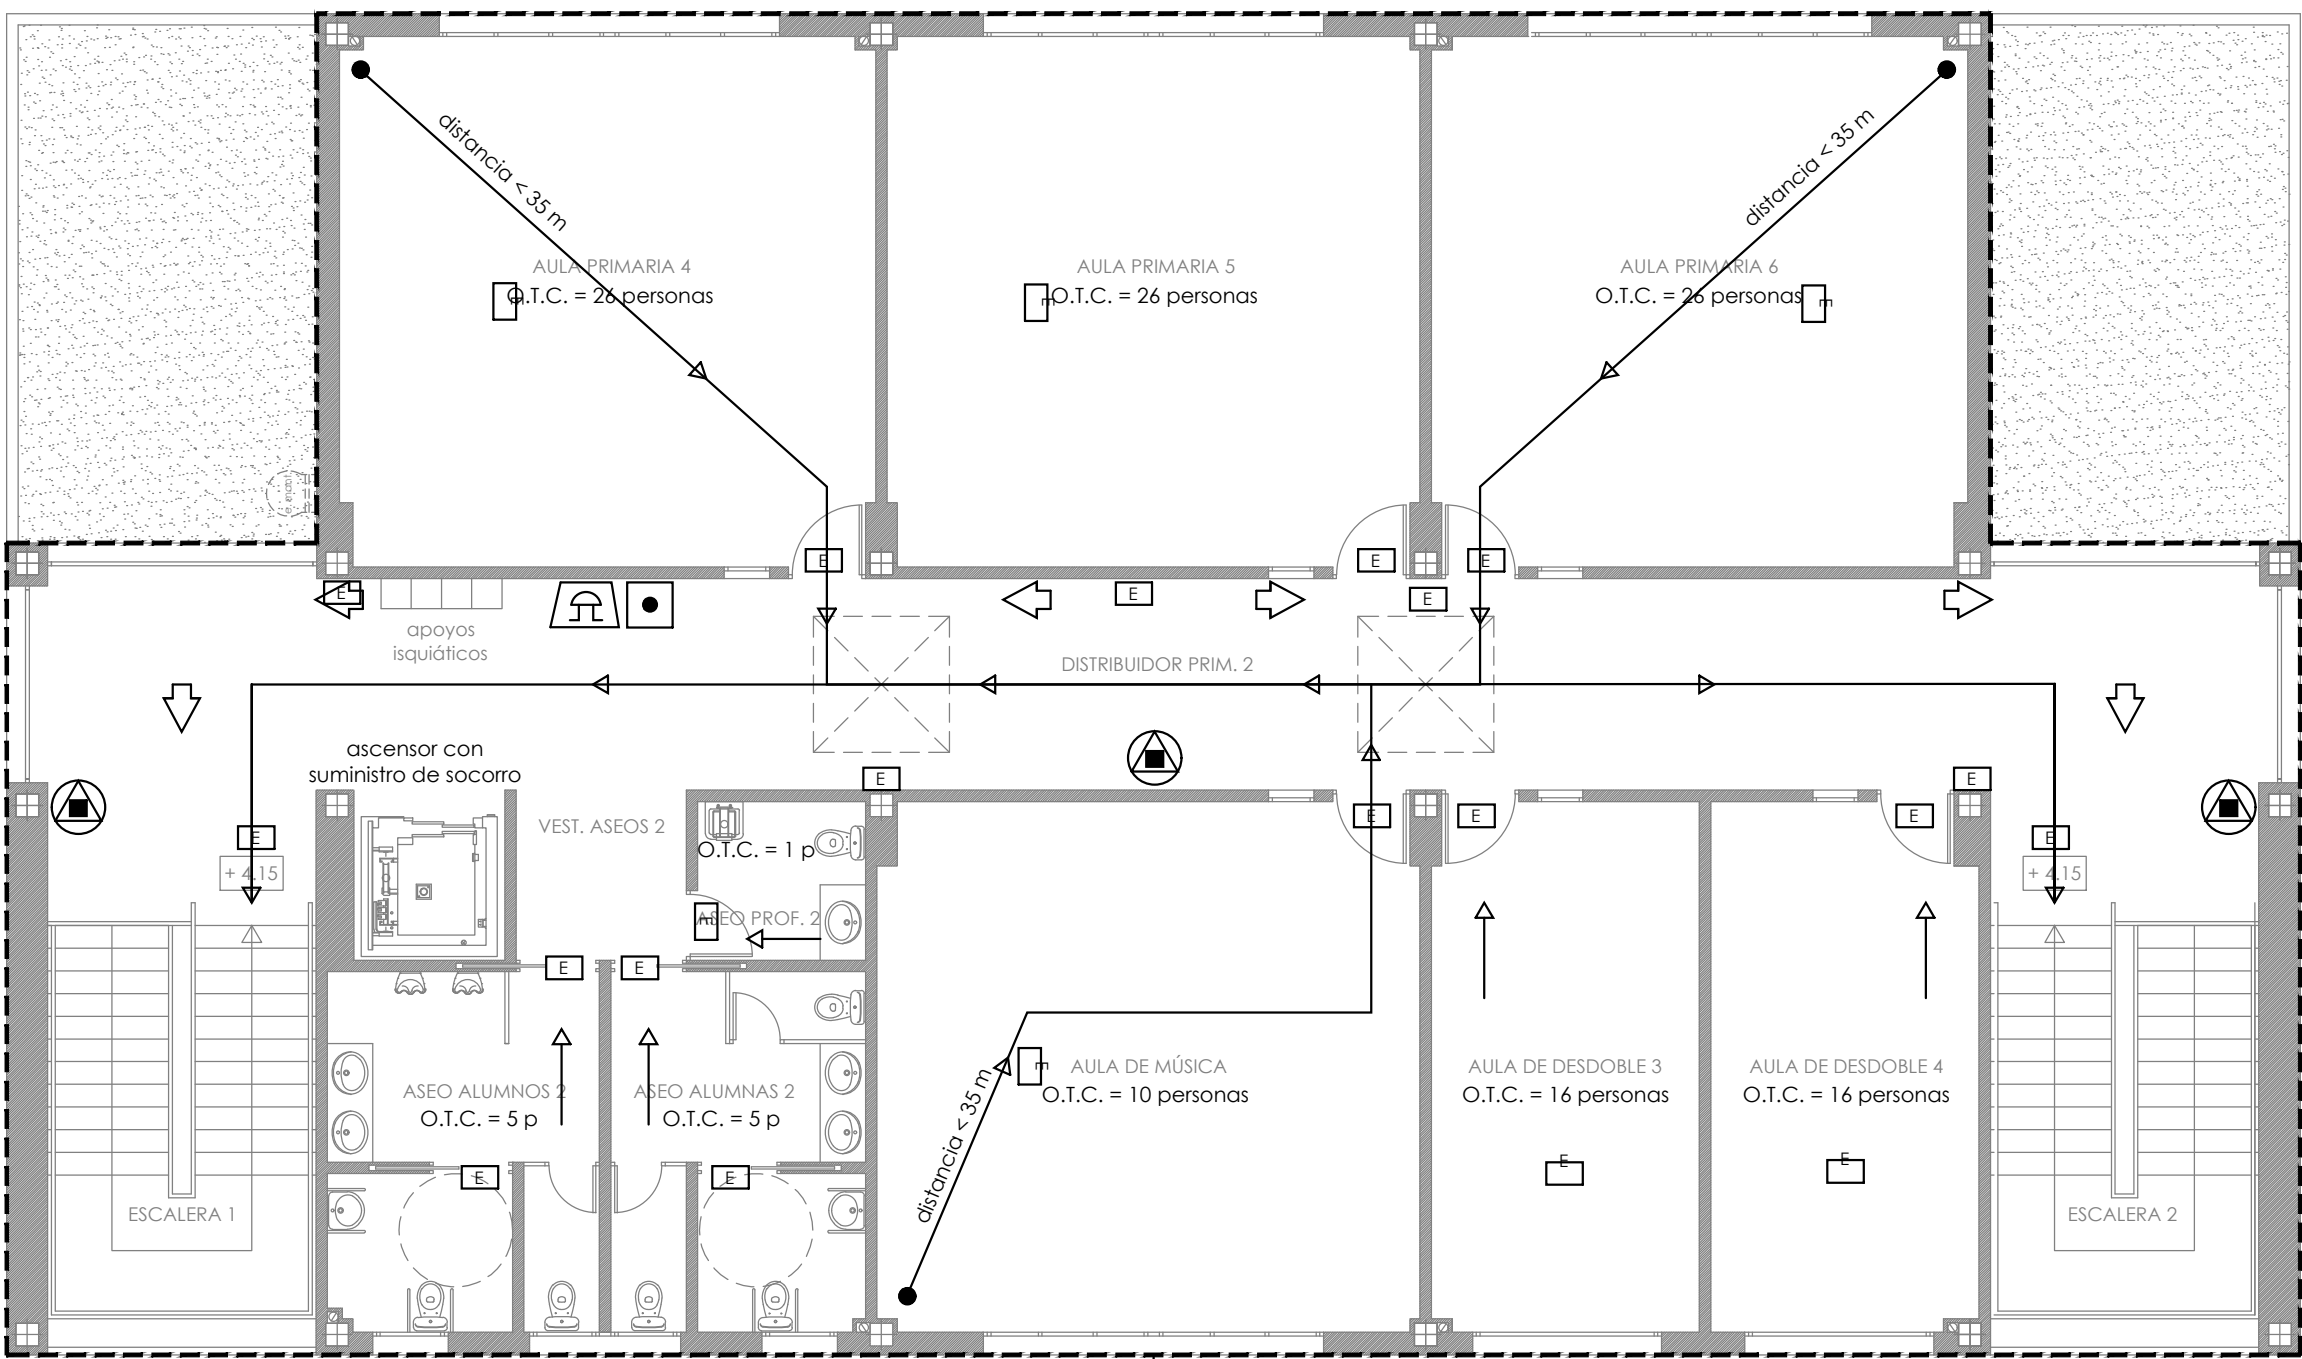 distancia < 35 m
distancia < 35 m
AULA PRIMARIA 4
O.T.C. = 26 personas
E
AULA PRIMARIA 5
O.T.C. = 26 personas
E
AULA PRIMARIA 6
O.T.C. = 26 personas
E
E
E
E
E
E
E
apoyos
isquiáticos
DISTRIBUIDOR PRIM. 2
ascensor con
suministro de socorro
E
E
E
E
E
E
E
VEST. ASEOS 2
O.T.C. = 1 p
+ 4.15
+ 4.15
ASEO PROF. 2
E
E
E
ASEO ALUMNOS 2
O.T.C. = 5 p
ASEO ALUMNAS 2
O.T.C. = 5 p
distancia < 35 m
E
AULA DE MÚSICA
O.T.C. = 10 personas
AULA DE DESDOBLE 3
O.T.C. = 16 personas
AULA DE DESDOBLE 4
O.T.C. = 16 personas
E
E
E
E
ESCALERA 1
ESCALERA 2